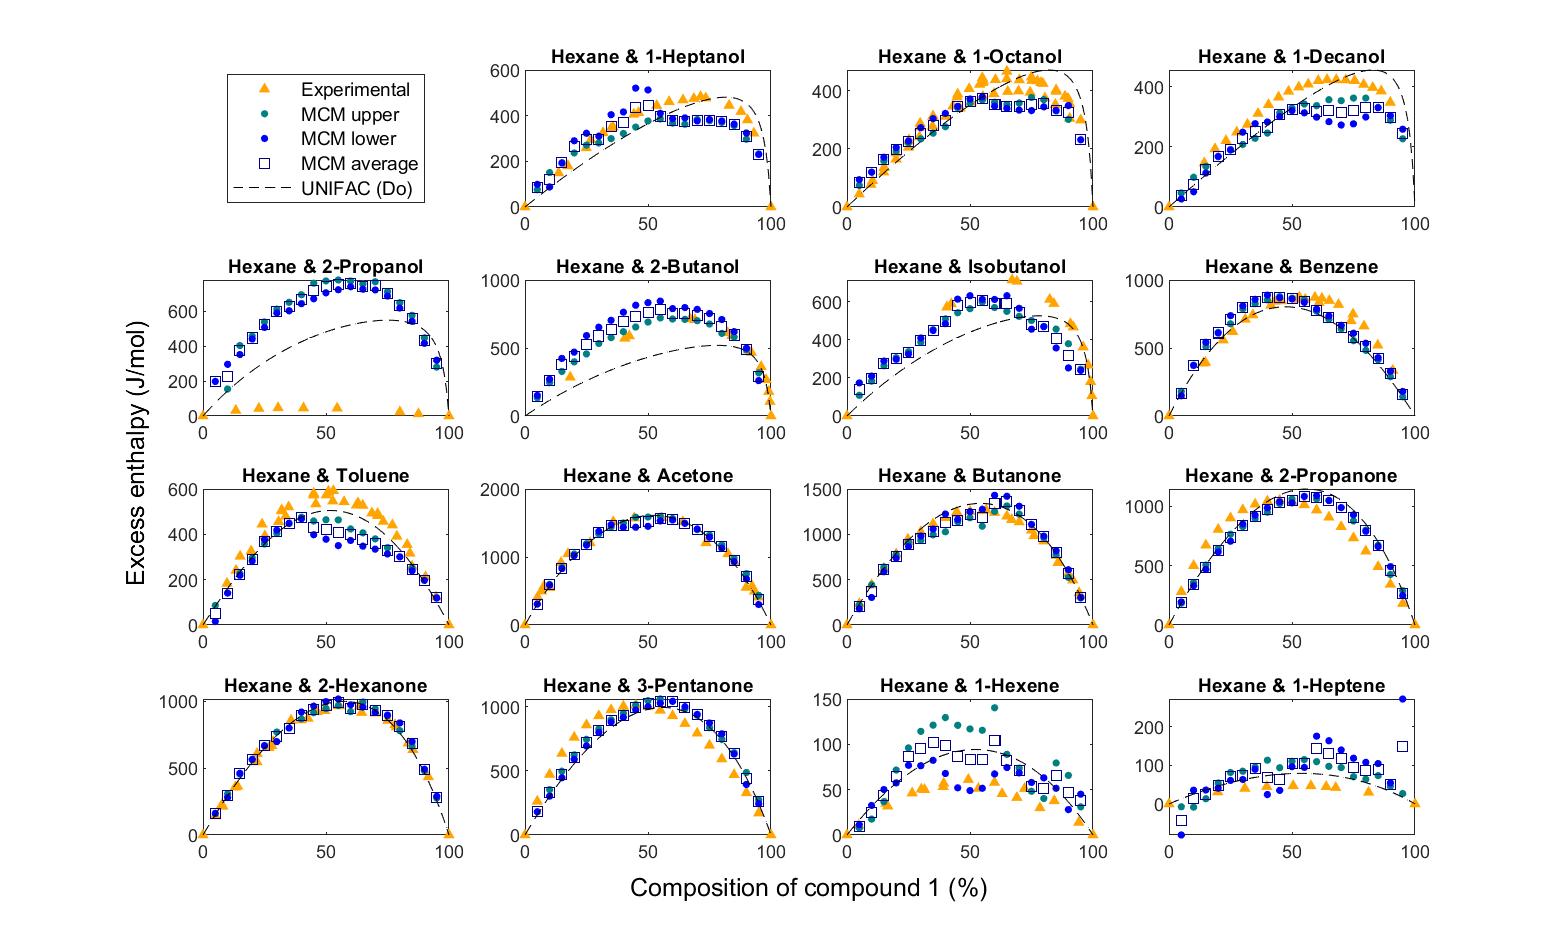 Experimental
MCM upper
MCM lower
MCM average
UNIFAC (Do)
Hexane & 1-Heptanol
600
400
200
0
0 50 100
Hexane & 1-Octanol
400
200
0
0 50 100
Hexane & 1-Decanol
400
200
0
0 50 100
Hexane & 2-Propanol
600
400
200
0
0 50 100
Hexane & 2-Butanol
1000
500
0
0 50 100
Hexane & Isobutanol
600
400
200
0
0 50 100
Hexane & Benzene
1000
500
0
0 50 100
Hexane & Toluene
600
400
200
0
0 50 100
Hexane & Acetone
2000
1000
0
0 50 100
Hexane & Butanone
1500
1000
500
0
0 50 100
Hexane & 2-Propanone
1000
500
0
0 50 100
Hexane & 2-Hexanone
1000
500
0
0 50 100
Hexane & 3-Pentanone
1000
500
0
0 50 100
Hexane & 1-Hexene
150
100
50
0
0 50 100
Hexane & 1-Heptene
200
100
0
0 50 100
Excess enthalpy (J/mol)
Composition of compound 1 (%)